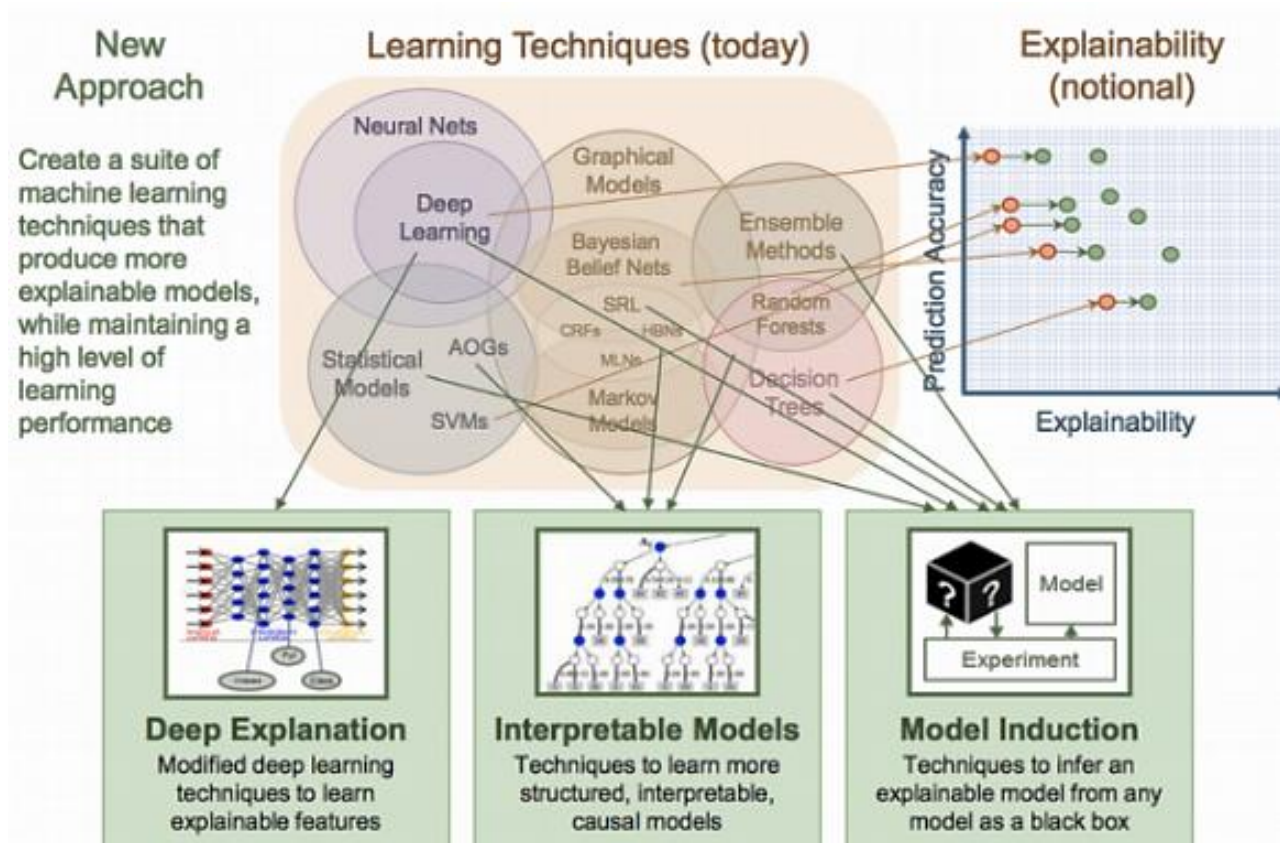 New
Approach
Create a suite of
machine learning
techniques that
produce more
explainable models,
while maintaining a
high level of
learning
performance
Learning Techniques (today)
Neural Nets
Deep
Learning
Graphical
Models
Bayesian
Belief Nets
SRL
CRFs
HBNs
MLNs
Markov
Models
Ensemble
Methods
Random
Forests
Decision
Trees
Statistical
Models
AOGs
SVMs
Explainability
(notional)
Prediction Accuracy
Explainability
Deep Explanation
Modified deep learning
techniques to learn
explainable features
Interpretable Models
Techniques to learn more
structured, interpretable,
causal models
? ?
Model
Experiment
Model Induction
Techniques to infer an
explainable model from any
model as a black box